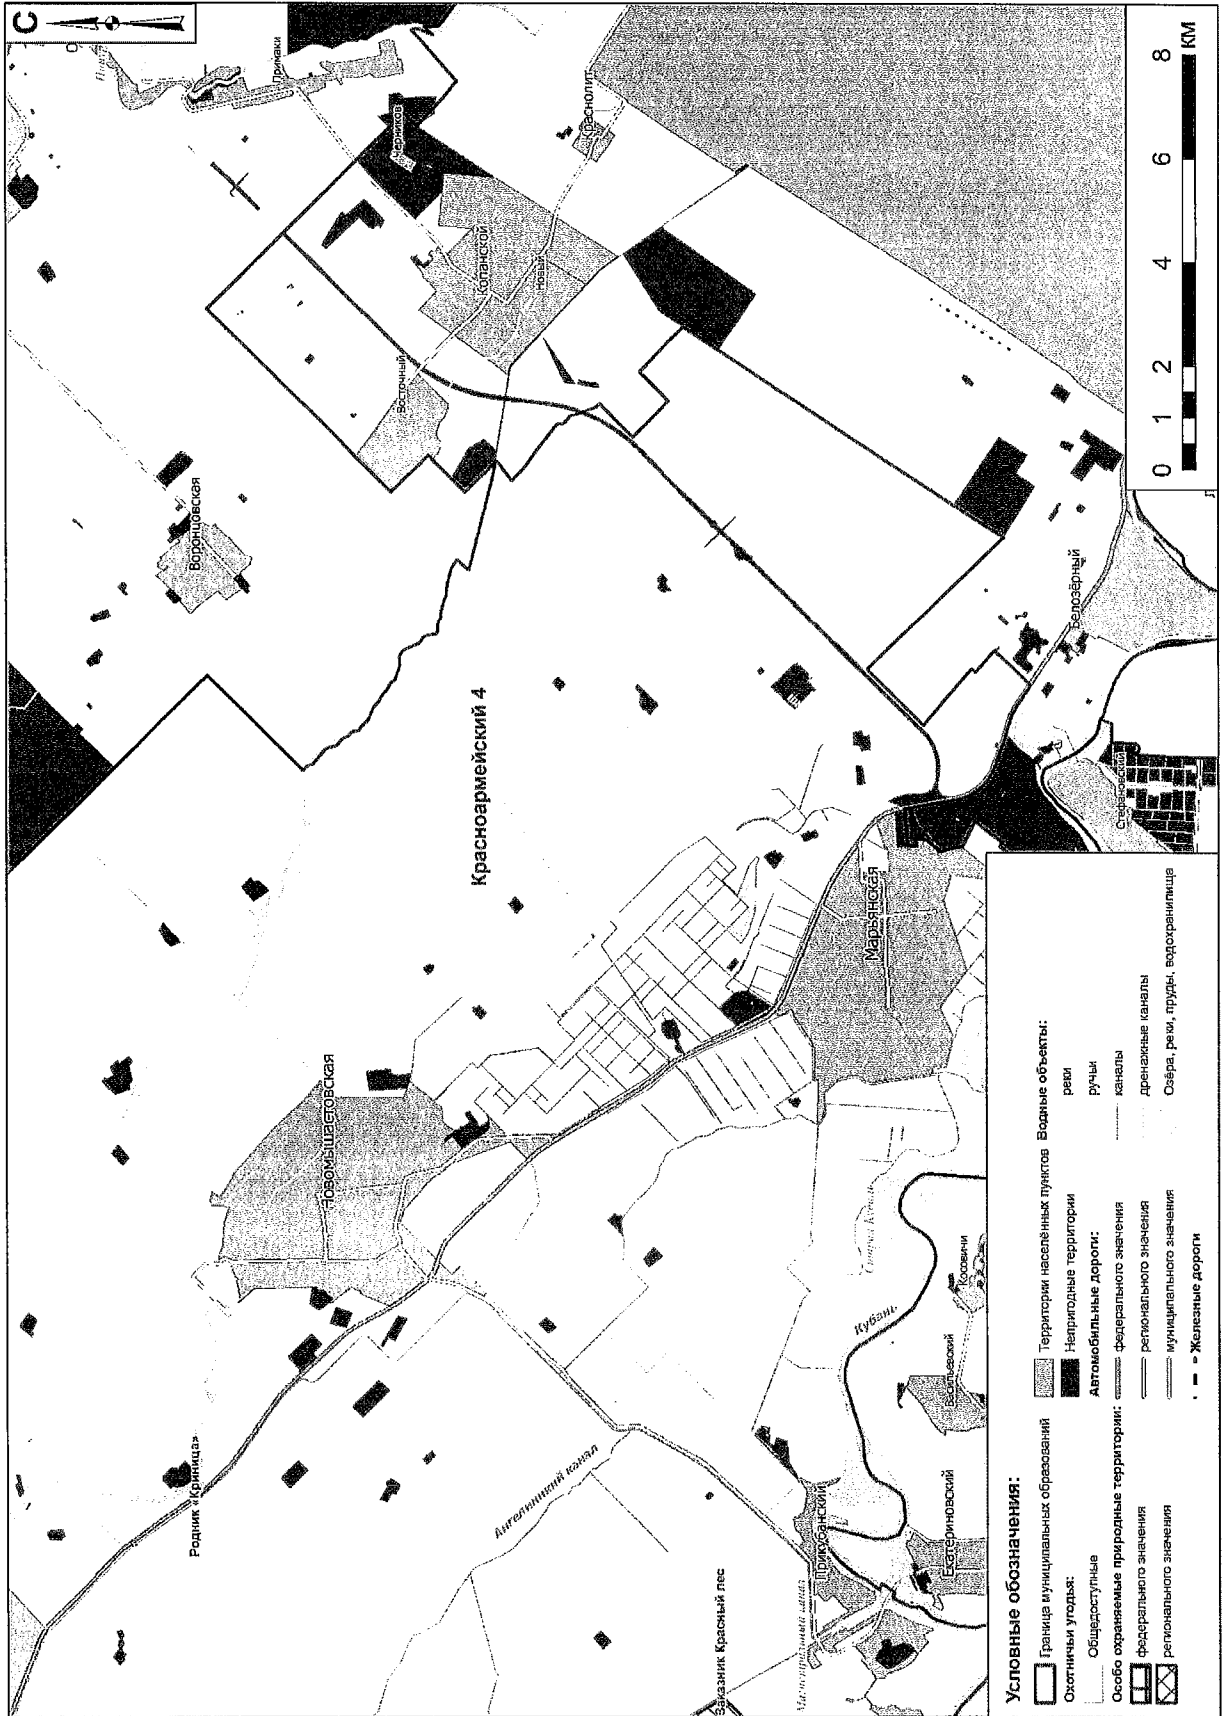 С
Примаки
Черников
Краснолит
Копанской
Новый
Восточный
Воронцовская
Красноармейский 4
Белозёрный
Стефановский
Марьянская
Новомышастовская
Родник «Криница»
Ангелинский канал
Кубань
Косовичи
Васильевский
Прикубанский
Екатериновский
Заказник Красный лес
0 1 2 4 6 8
КМ
Условные обозначения:
Граница муниципальных образований
Охотничьи угодья:
Общедоступные
Особо охраняемые природные территории:
федерального значения
регионального значения
Территории населённых пунктов
Непригодные территории
Автомобильные дороги:
федерального значения
регионального значения
муниципального значения
Железные дороги
Водные объекты:
реки
ручьи
каналы
дренажные каналы
Озёра, реки, пруды, водохранилища